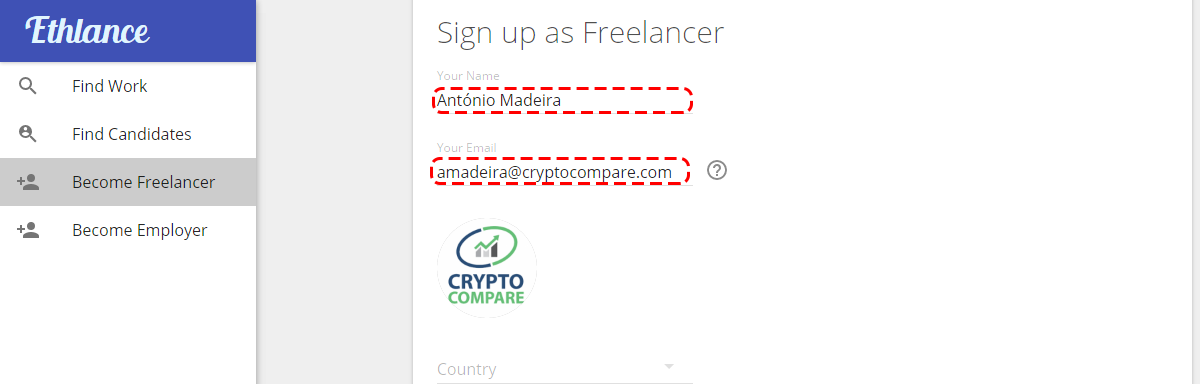 Ethlance
Find Work
Find Candidates
Become Freelancer
Become Employer
Sign up as Freelancer
Your Name
António Madeira
Your Email
amadeira@cryptocompare.com
CRYPTO
COMPARE
Country